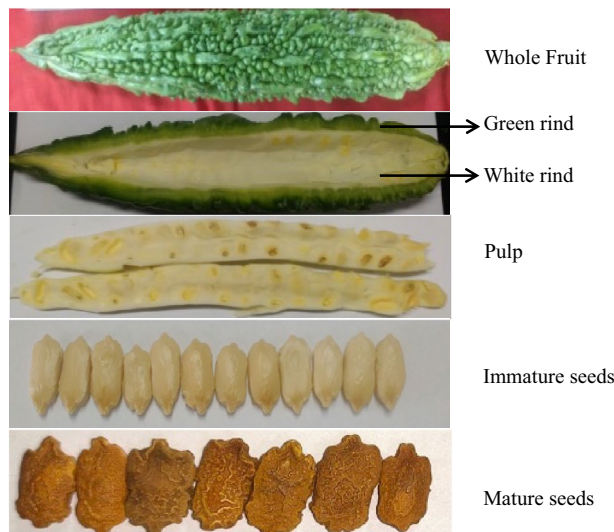 Whole Fruit
Green rind
White rind
Pulp
Immature seeds
Mature seeds